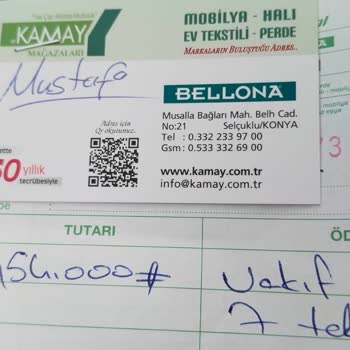 KAMAY
MAĞAZALARI
MOBİLYA - HALI
EV TEKSTİLİ - PERDE
MARKALARIN BULUŞTUĞU ADRES..
Mustafa
BELLONA
Adres için
Qr okutunuz.
Musalla Bağları Mah. Belh Cad.
No:21 Selçuklu/KONYA
Tel : 0.332 233 97 00
Gsm : 0.533 332 69 00
50 yıllık
tecrübesiyle
www.kamay.com.tr
info@kamay.com.tr
TUTARI
54.000#
Vakıf
7